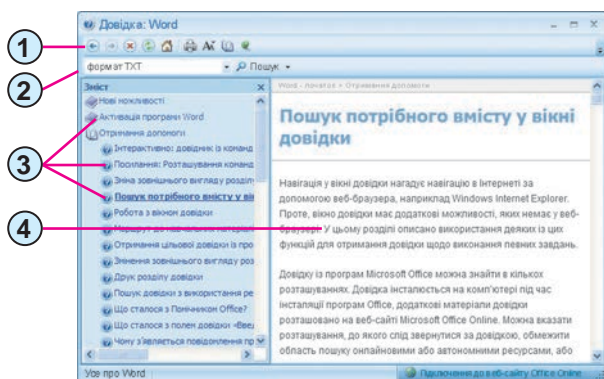 Довідка: Word
1
2
формат TXT
Пошук
Зміст
Word - початок > Отримання допомоги
Нові можливості
Активація програми Word
Отримання допомоги
Інтерактивно: довідник із команд
3
Посилання: Розташування команд
Зміна зовнішнього вигляду розділу
Пошук потрібного вмісту у вік
Робота з вікном довідки
Маршрут до навчальних матеріал
4
Отримання цільової довідки із про
Змінення зовнішнього вигляду роз
Друк розділу довідки
Пошук довідки з використання ре
Що сталося з Помічником Office?
Що сталося з полем довідки «Введ
Чому з'являється повідомлення пр
Пошук потрібного вмісту у вікні
довідки
Навігація у вікні довідки нагадує навігацію в Інтернеті за
допомогою веб-браузера, наприклад Windows Internet Explorer.
Проте, вікно довідки має додаткові можливості, яких немає у веб-
браузері. У цьому розділі описано використання деяких із цих
функцій для отримання довідки щодо виконання певних завдань.
Довідку із програм Microsoft Office можна знайти в кількох
розташуваннях. Довідка інсталюється на комп'ютері під час
інсталяції програм Office, додаткові матеріали довідки
розташовано на веб-сайті Microsoft Office Online. Можна вказати
розташування, до якого слід звернутися за довідкою, обмежити
область пошуку онлайновими або автономними ресурсами, або
Усе про Word
Підключення до веб-сайту Office Online